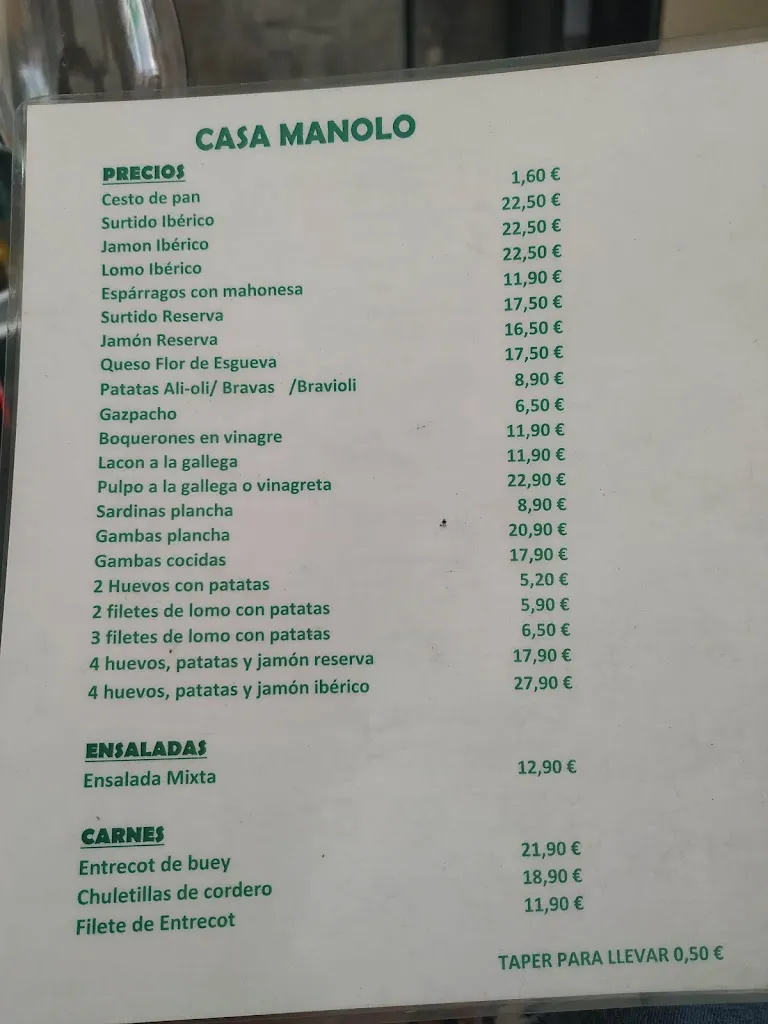 CASA MANOLO
PRECIOS
Cesto de pan 1,60 €
Surtido Ibérico 22,50 €
Jamon Ibérico 22,50 €
Lomo Ibérico 22,50 €
Espárragos con mahonesa 11,90 €
Surtido Reserva 17,50 €
Jamón Reserva 16,50 €
Queso Flor de Esgueva 17,50 €
Patatas Ali-oli/ Bravas /Bravioli 8,90 €
Gazpacho 6,50 €
Boquerones en vinagre 11,90 €
Lacon a la gallega 11,90 €
Pulpo a la gallega o vinagreta 22,90 €
Sardinas plancha 8,90 €
Gambas plancha 20,90 €
Gambas cocidas 17,90 €
2 Huevos con patatas 5,20 €
2 filetes de lomo con patatas 5,90 €
3 filetes de lomo con patatas 6,50 €
4 huevos, patatas y jamón reserva 17,90 €
4 huevos, patatas y jamón ibérico 27,90 €
ENSALADAS
Ensalada Mixta 12,90 €
CARNES
Entrecot de buey 21,90 €
Chuletillas de cordero 18,90 €
Filete de Entrecot 11,90 €
TAPER PARA LLEVAR 0,50 €